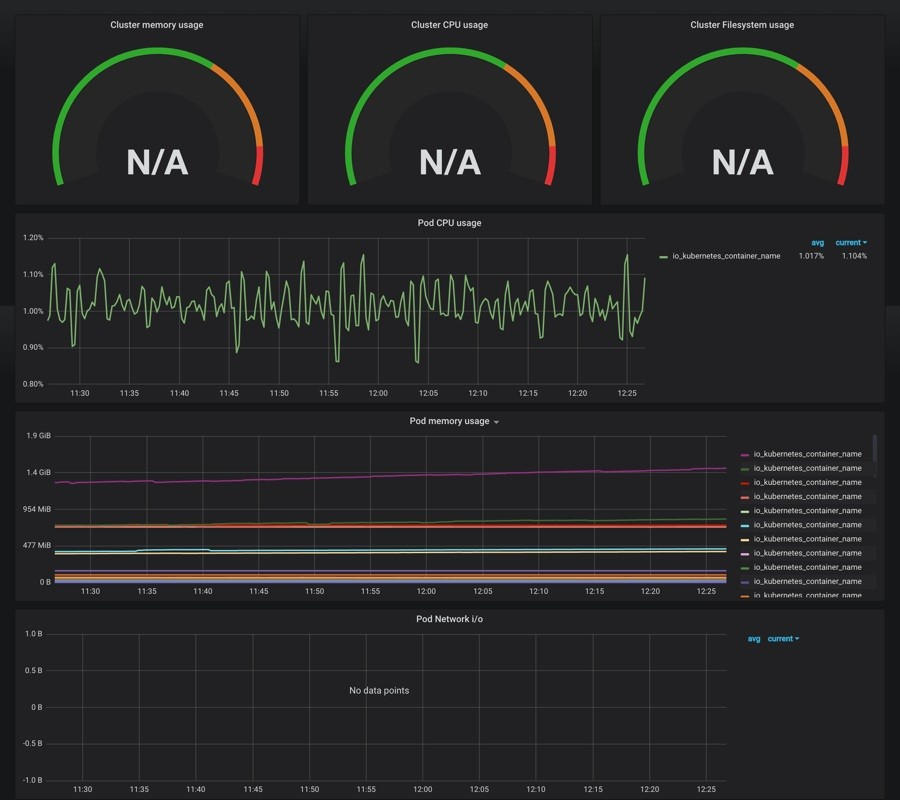 Cluster memory usage
Cluster CPU usage
Cluster Filesystem usage
N/A
N/A
N/A
Pod CPU usage
avg current
1.20%
1.10%
1.00%
0.90%
0.80%
io_kubernetes_container_name 1.017% 1.104%
11:30 11:35 11:40 11:45 11:50 11:55 12:00 12:05 12:10 12:15 12:20 12:25
Pod memory usage
1.9 GiB
1.4 GiB
954 MiB
477 MiB
0 B
io_kubernetes_container_name
io_kubernetes_container_name
io_kubernetes_container_name
io_kubernetes_container_name
io_kubernetes_container_name
io_kubernetes_container_name
io_kubernetes_container_name
io_kubernetes_container_name
io_kubernetes_container_name
io_kubernetes_container_name
io_kubernetes_container_name
11:30 11:35 11:40 11:45 11:50 11:55 12:00 12:05 12:10 12:15 12:20 12:25
Pod Network i/o
avg current
1.0 B
0.5 B
0 B
-0.5 B
-1.0 B
No data points
11:30 11:35 11:40 11:45 11:50 11:55 12:00 12:05 12:10 12:15 12:20 12:25